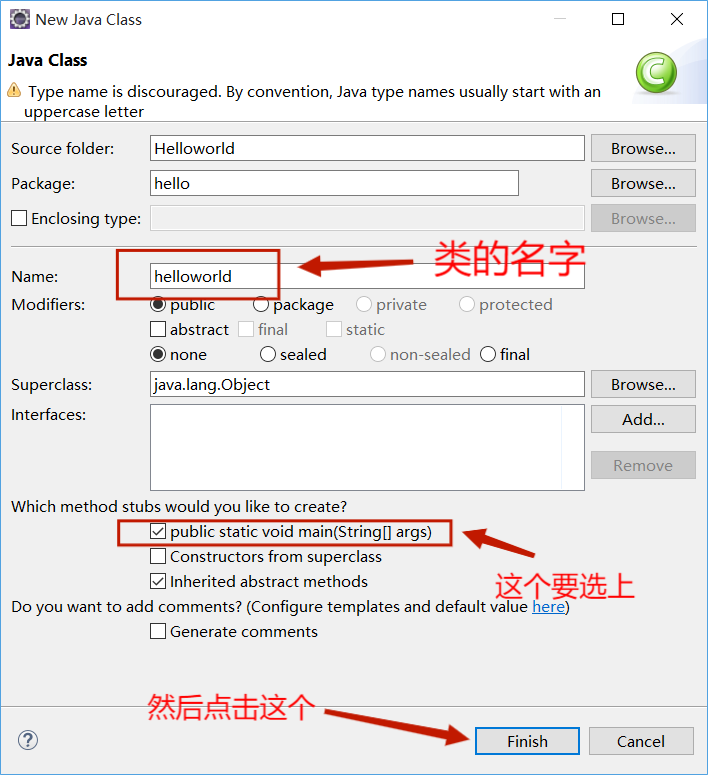 New Java Class
Java Class
Type name is discouraged. By convention, Java type names usually start with an
uppercase letter
Source folder: Helloworld Browse...
Package: hello Browse...
Enclosing type: Browse...
类的名字
Name: helloworld
Modifiers: public package private protected
abstract final static
none sealed non-sealed final
Superclass: java.lang.Object Browse...
Interfaces: Add...
Remove
Which method stubs would you like to create?
public static void main(String[] args)
Constructors from superclass
这个要选上
Inherited abstract methods
Do you want to add comments? (Configure templates and default value here)
Generate comments
然后点击这个
? Finish Cancel